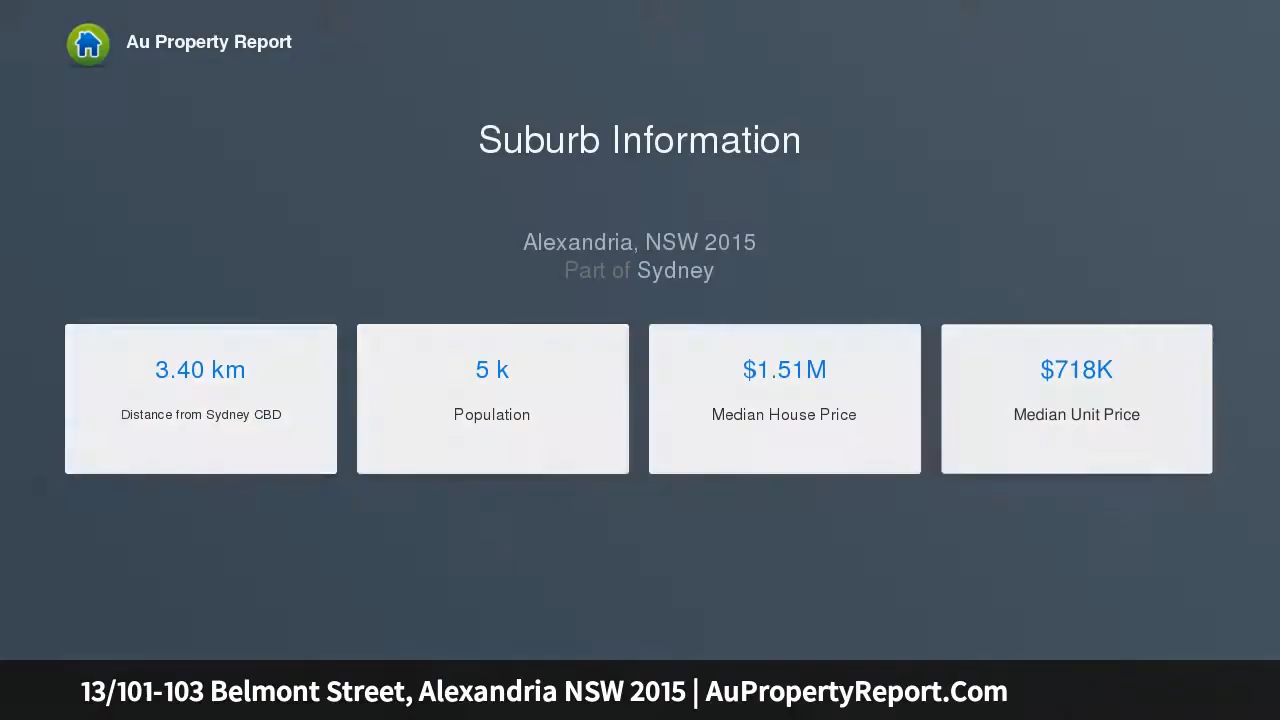 Au Property Report
Suburb Information
Alexandria, NSW 2015
Part of Sydney
3.40 km
Distance from Sydney CBD
5 k
Population
$1.51M
Median House Price
$718K
Median Unit Price
13/101-103 Belmont Street, Alexandria NSW 2015 | AuPropertyReport.Com